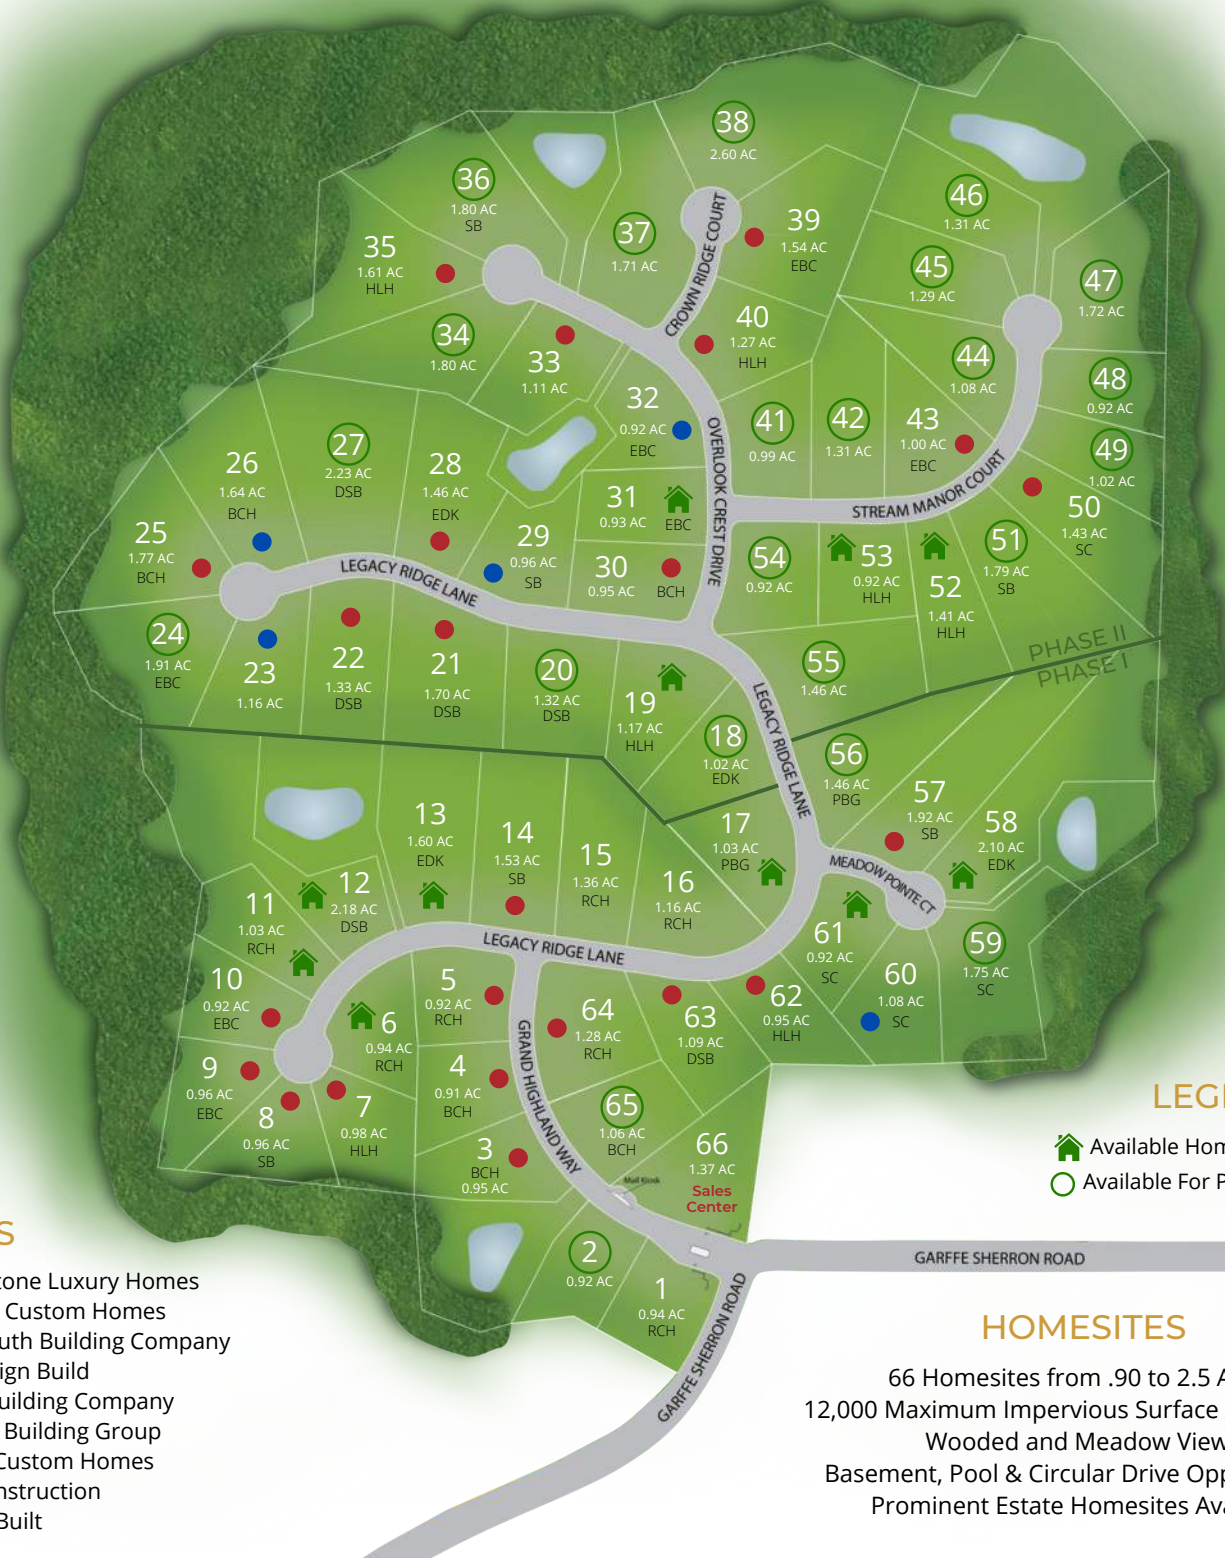 38
2.60 AC
36
1.80 AC
SB
37
1.71 AC
39
1.54 AC
EBC
46
1.31 AC
35
1.61 AC
HLH
45
1.29 AC
47
1.72 AC
CROWN RIDGE COURT
34
1.80 AC
33
1.11 AC
40
1.27 AC
HLH
44
1.08 AC
48
0.92 AC
32
0.92 AC
EBC
41
0.99 AC
42
1.31 AC
43
1.00 AC
EBC
49
1.02 AC
27
2.23 AC
DSB
28
1.46 AC
EDK
26
1.64 AC
BCH
OVERLOOK CREST DRIVE
31
0.93 AC
EBC
STREAM MANOR COURT
50
1.43 AC
SC
25
1.77 AC
BCH
29
0.96 AC
SB
30
0.95 AC
BCH
54
0.92 AC
53
0.92 AC
HLH
52
1.41 AC
HLH
51
1.79 AC
SB
LEGACY RIDGE LANE
24
1.91 AC
EBC
23
1.16 AC
22
1.33 AC
DSB
21
1.70 AC
DSB
20
1.32 AC
DSB
19
1.17 AC
HLH
55
1.46 AC
PHASE II
PHASE I
18
1.02 AC
EDK
LEGACY RIDGE LANE
56
1.46 AC
PBG
57
1.92 AC
SB
58
2.10 AC
EDK
13
1.60 AC
EDK
14
1.53 AC
SB
15
1.36 AC
RCH
16
1.16 AC
RCH
17
1.03 AC
PBG
MEADOW POINTE CT
12
2.18 AC
DSB
11
1.03 AC
RCH
LEGACY RIDGE LANE
61
0.92 AC
SC
59
1.75 AC
SC
60
1.08 AC
SC
10
0.92 AC
EBC
5
0.92 AC
RCH
6
0.94 AC
RCH
64
1.28 AC
RCH
63
1.09 AC
DSB
62
0.95 AC
HLH
GRAND HIGHLAND WAY
9
0.96 AC
EBC
8
0.96 AC
SB
7
0.98 AC
HLH
4
0.91 AC
BCH
65
1.06 AC
BCH
3
BCH
0.95 AC
66
1.37 AC
Sales
Center
Mail Kiosk
2
0.92 AC
1
0.94 AC
RCH
GARFFE SHERRON ROAD
GARFFE SHERRON ROAD
LEGE
Available Hom
Available For P
S
tone Luxury Homes
Custom Homes
uth Building Company
ign Build
uilding Company
Building Group
Custom Homes
nstruction
Built
HOMESITES
66 Homesites from .90 to 2.5 A
12,000 Maximum Impervious Surface
Wooded and Meadow View
Basement, Pool & Circular Drive Opp
Prominent Estate Homesites Ava